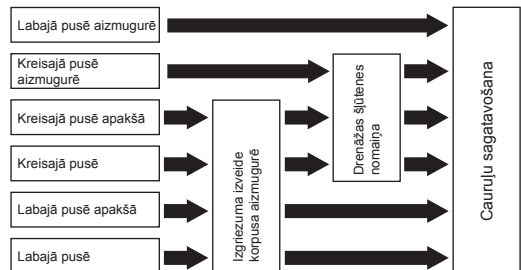 Labajā pusē aizmugurē
Kreisajā pusē
aizmugurē
Kreisajā pusē apakšā
Kreisajā pusē
Labajā pusē apakšā
Labajā pusē
Izgriezuma izveide
korpusa aizmugurē
Drenāžas šļūtenes
nomaiņa
Cauruļu sagatavošana